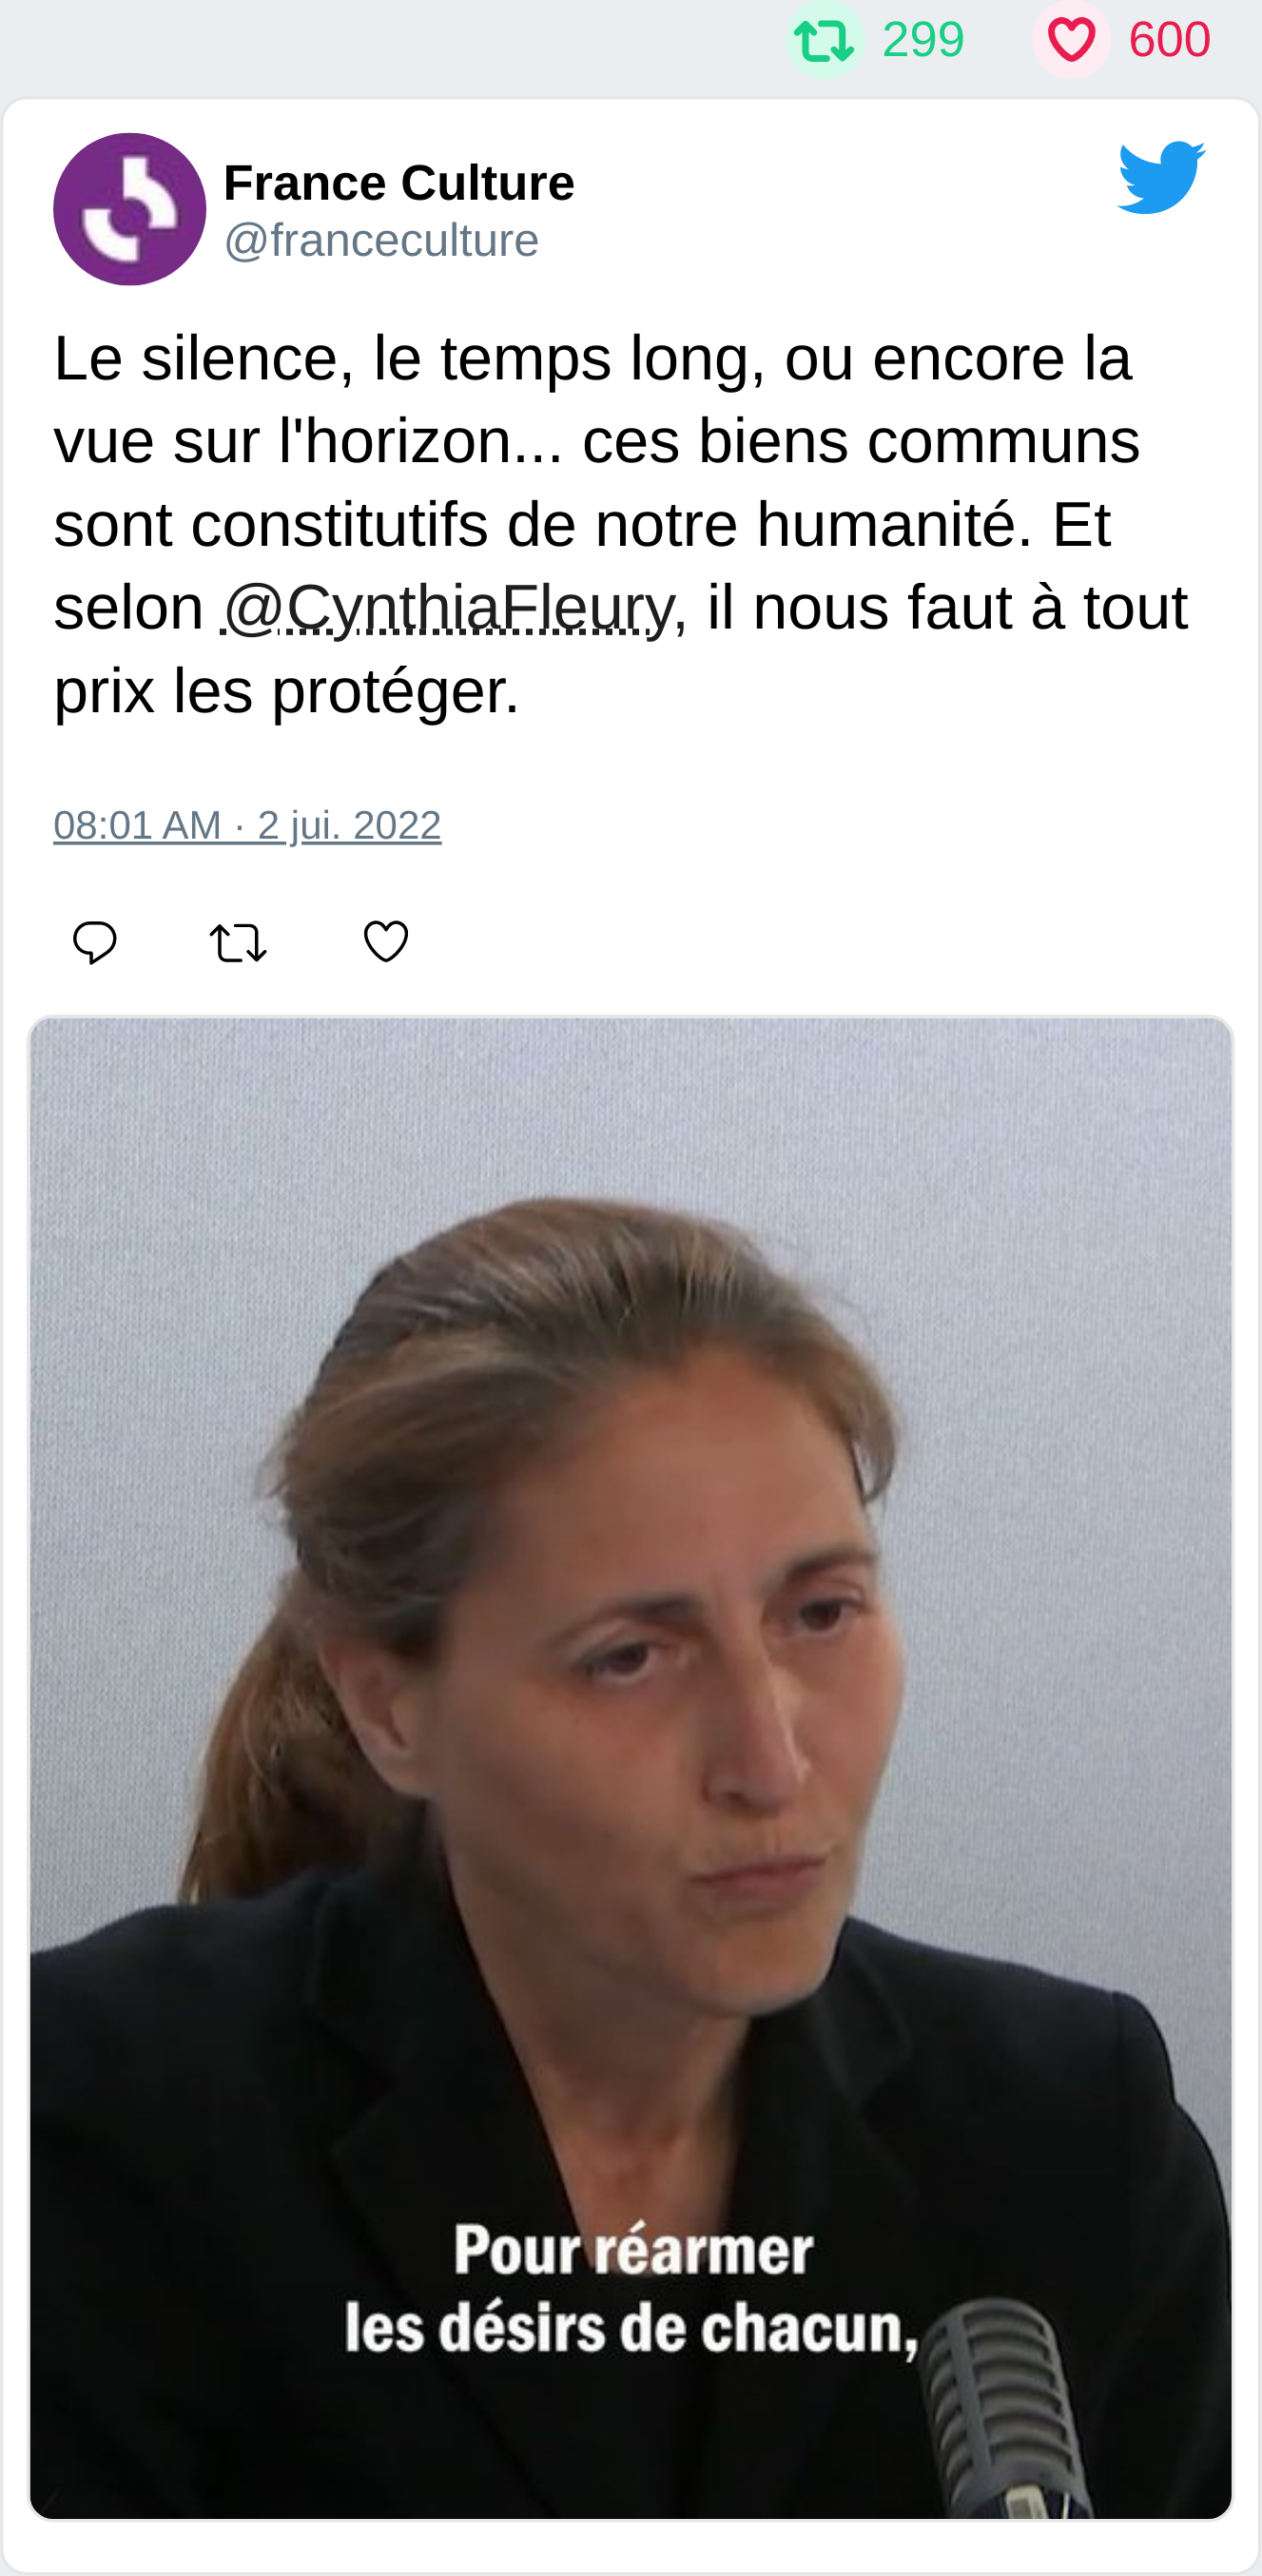 299 600
France Culture
@franceculture
Le silence, le temps long, ou encore la
vue sur l'horizon... ces biens communs
sont constitutifs de notre humanité. Et
selon @CynthiaFleury, il nous faut à tout
prix les protéger.
08:01 AM · 2 jui. 2022
Pour réarmer
les désirs de chacun,